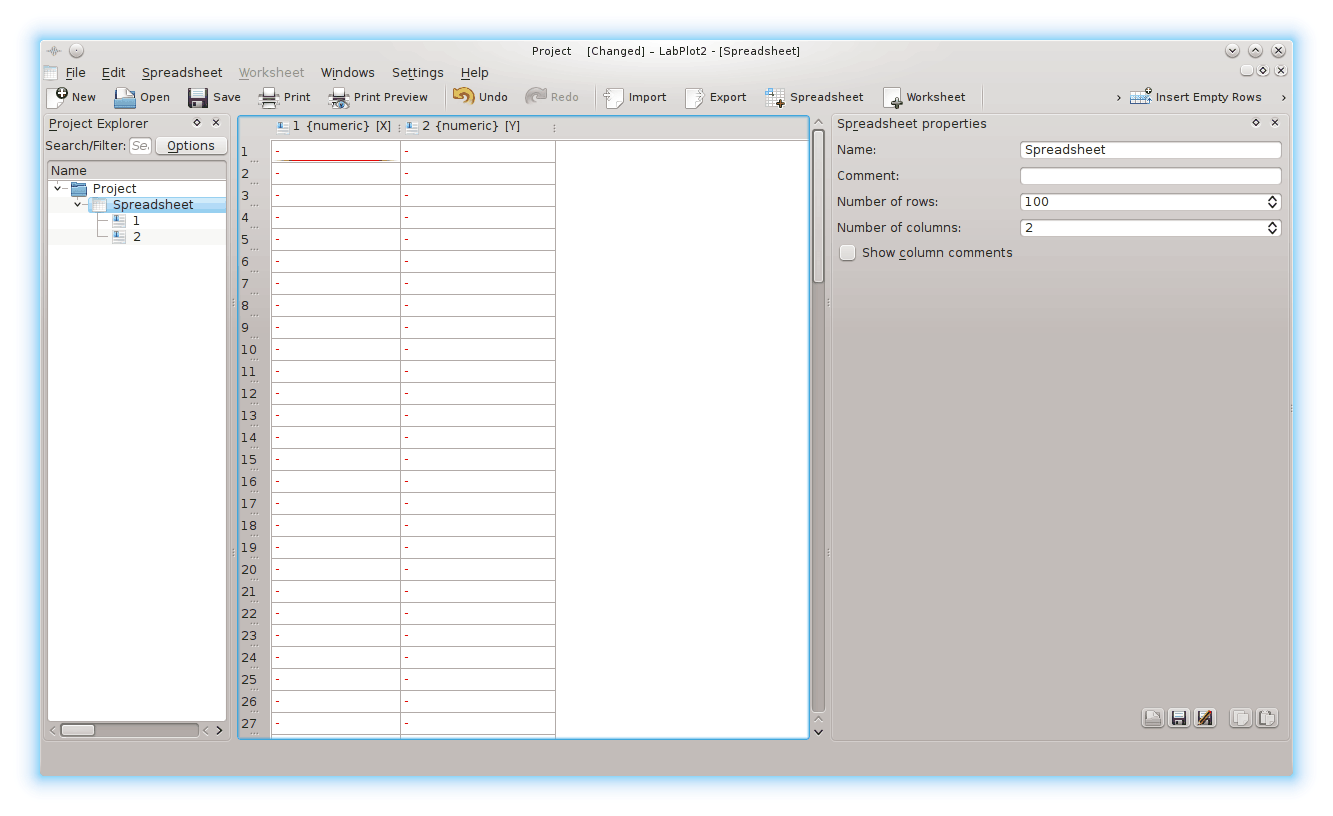 Project [Changed] – LabPlot2 - [Spreadsheet]
File Edit Spreadsheet Worksheet Windows Settings Help
New Open Save Print Print Preview Undo Redo Import Export Spreadsheet Worksheet Insert Empty Rows
Project Explorer
Search/Filter: Se Options
Name
Project
Spreadsheet
1
2
1 {numeric} [X] 2 {numeric} [Y]
1 - -
2 - -
3 - -
4 - -
5 - -
6 - -
7 - -
8 - -
9 - -
10 - -
11 - -
12 - -
13 - -
14 - -
15 - -
16 - -
17 - -
18 - -
19 - -
20 - -
21 - -
22 - -
23 - -
24 - -
25 - -
26 - -
27 - -
Spreadsheet properties
Name: Spreadsheet
Comment:
Number of rows: 100
Number of columns: 2
Show column comments